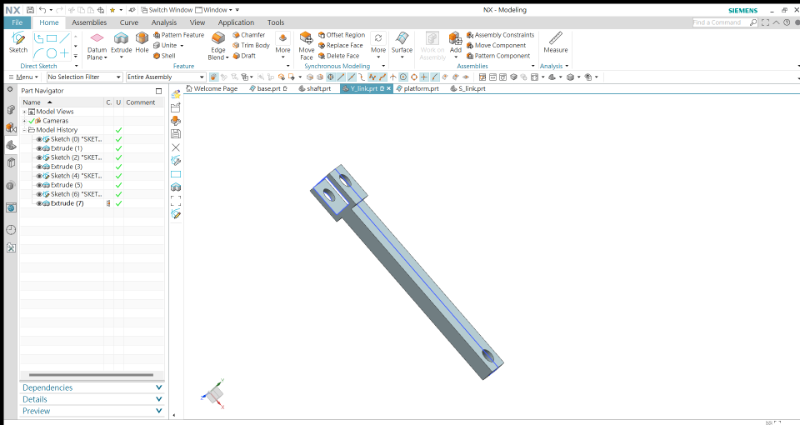 NX Switch Window Window NX - Modeling SIEMENS
File Home Assemblies Curve Analysis View Application Tools Find a Command
Sketch Datum Plane Extrude Hole Pattern Feature Unite Shell Edge Blend Chamfer Trim Body Draft More Move Face Offset Region Replace Face Delete Face More Surface Work on Assembly Add Assembly Constraints Move Component Pattern Component Measure
Direct Sketch Feature Synchronous Modeling Assemblies Analysis
Menu No Selection Filter Entire Assembly
Part Navigator Welcome Page base.prt shaft.prt Y_link.prt platform.prt S_link.prt
Name C. U Comment
Model Views
Cameras
Model History
Sketch (0) "SKET...
Extrude (1)
Sketch (2) "SKET...
Extrude (3)
Sketch (4) "SKET...
Extrude (5)
Sketch (6) "SKET...
Extrude (7)
Dependencies
Details
Preview